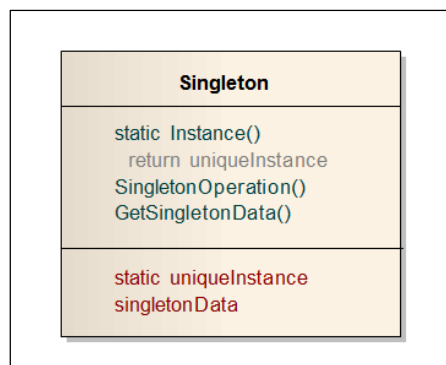 Singleton
static Instance()
return uniqueInstance
SingletonOperation()
GetSingletonData()
static uniqueInstance
singletonData